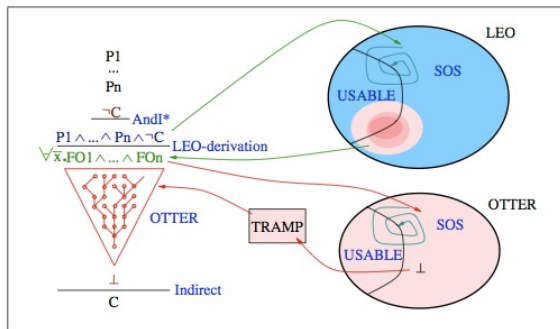 P1
...
Pn
¬C
AndI*
P1 ∧ ... ∧ Pn ∧ ¬C
LEO-derivation
∀x̄.FO1 ∧ ... ∧ FOn
OTTER
⊥
Indirect
C
LEO
SOS
USABLE
TRAMP
OTTER
SOS
USABLE
⊥